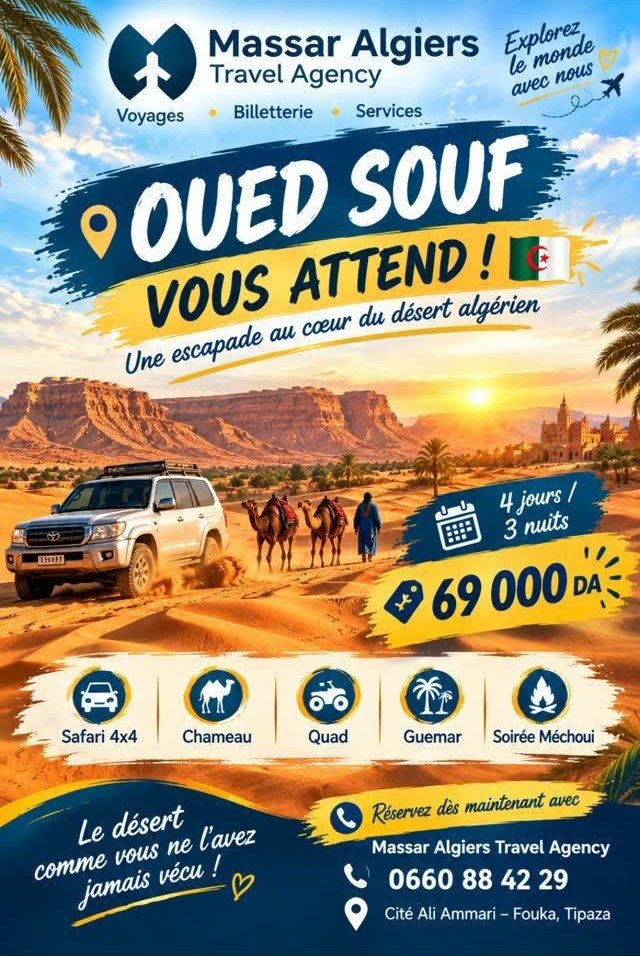 Massar Algiers
Travel Agency
Voyages • Billetterie • Services
Explorez
le monde
avec nous
OUED SOUF
VOUS ATTEND !
Une escapade au cœur du désert algérien
4 jours /
3 nuits
69 000 DA
Safari 4x4
Chameau
Quad
Guemar
Soirée Méchoui
Le désert
comme vous ne l'avez
jamais vécu !
Réservez dès maintenant avec
Massar Algiers Travel Agency
0660 88 42 29
Cité Ali Ammari – Fouka, Tipaza